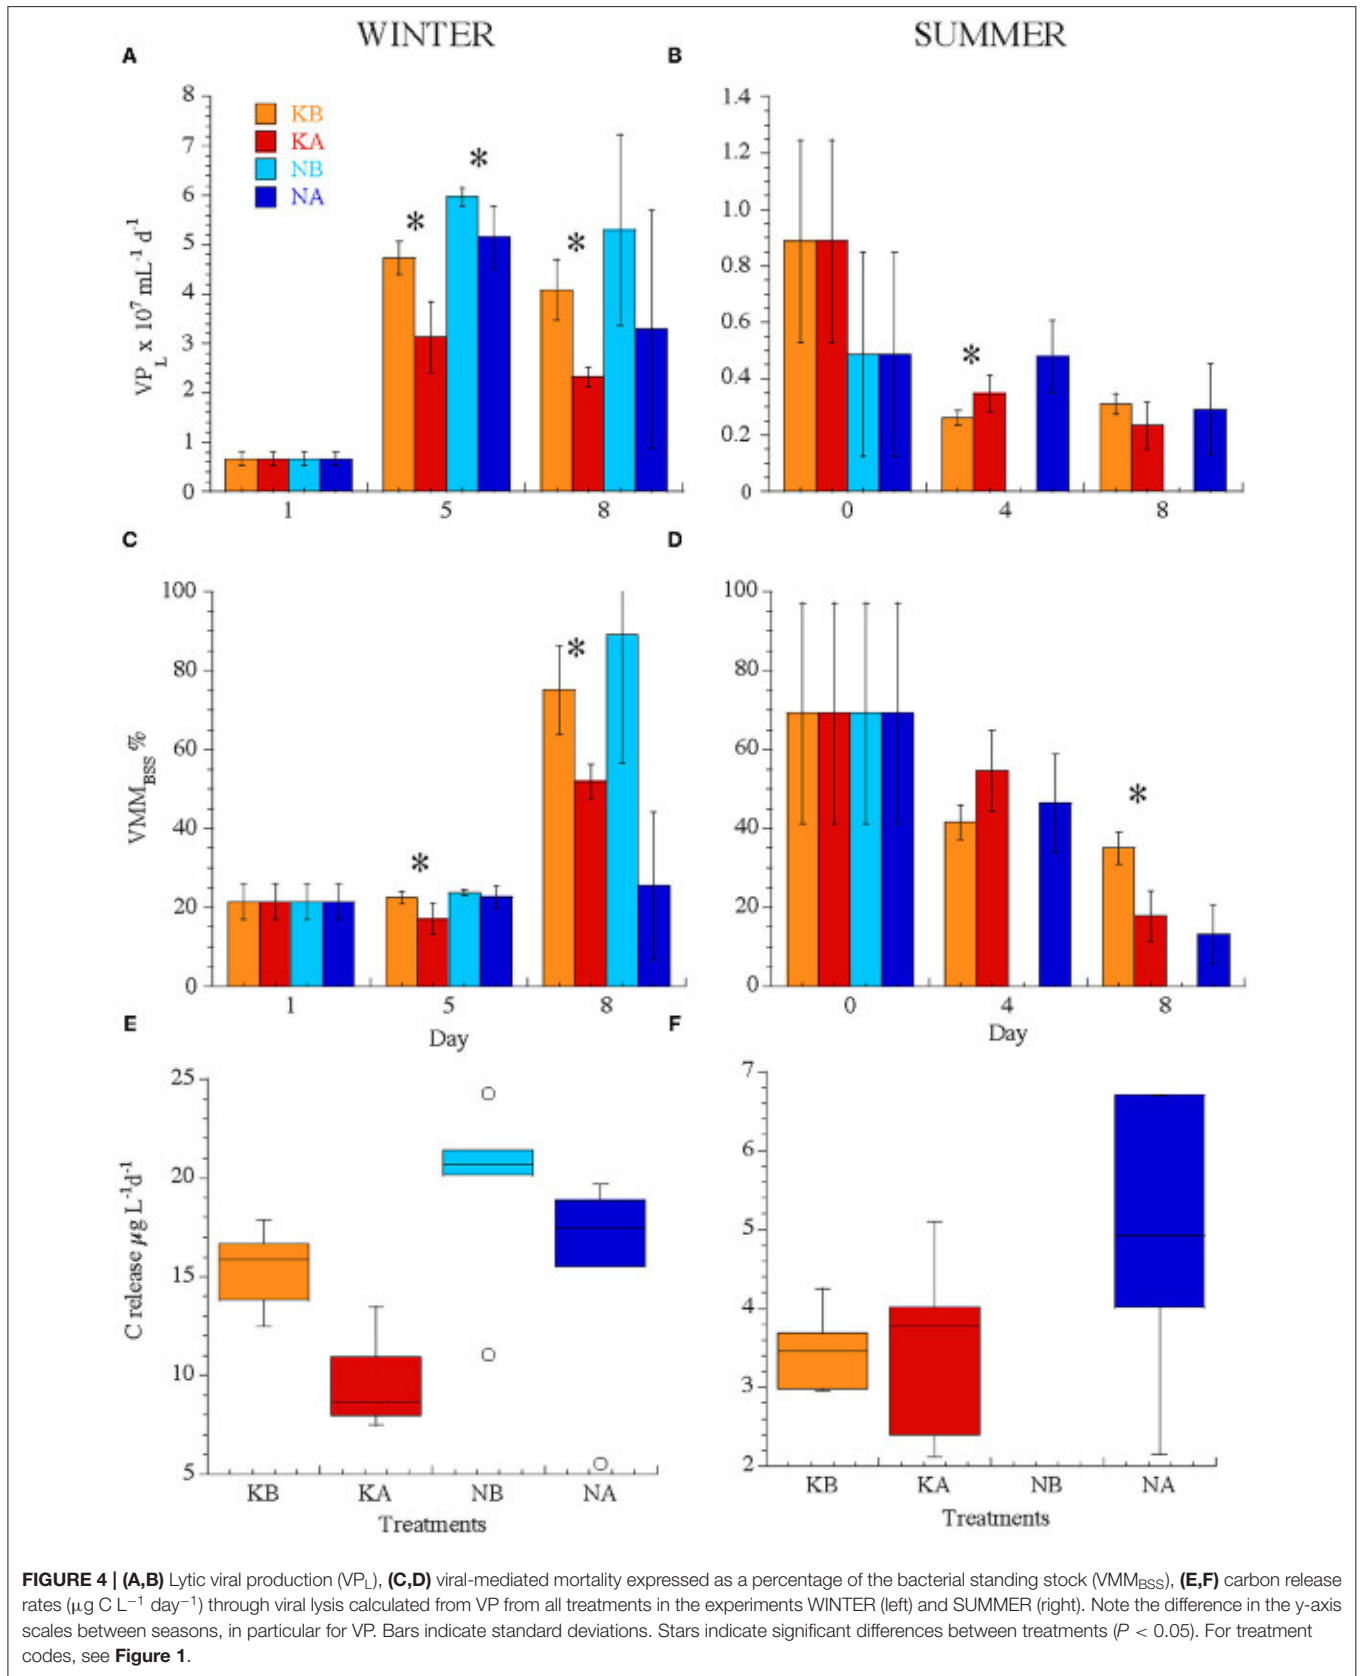 WINTER
SUMMER
A
B
8
7
6
5
4
3
2
1
0
VP_L x 10⁷ mL⁻¹ d⁻¹
KB
KA
NB
NA
*
*
*
1
5
8
1.4
1.2
1.0
0.8
0.6
0.4
0.2
0
*
0
4
8
C
D
100
80
60
40
20
0
VMM_BSS %
*
*
1
5
8
Day
100
80
60
40
20
0
*
0
4
8
Day
E
F
25
20
15
10
5
C release µg L⁻¹d⁻¹
KB KA NB NA
Treatments
7
6
5
4
3
2
KB KA NB NA
Treatments
FIGURE 4 | (A,B) Lytic viral production (VP_L), (C,D) viral-mediated mortality expressed as a percentage of the bacterial standing stock (VMM_BSS), (E,F) carbon release
rates (µg C L⁻¹ day⁻¹) through viral lysis calculated from VP from all treatments in the experiments WINTER (left) and SUMMER (right). Note the difference in the y-axis
scales between seasons, in particular for VP. Bars indicate standard deviations. Stars indicate significant differences between treatments (P < 0.05). For treatment
codes, see Figure 1.